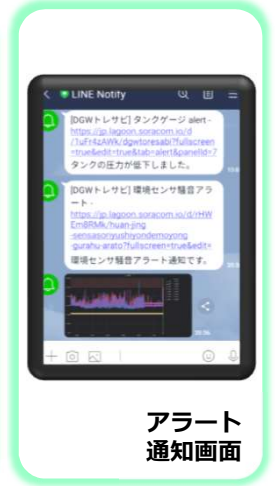 LINE Notify
[DGWトレサビ] タンクゲージ alert -
https://jp.lagoon.soracom.io/d
/1uFr4zAWk/dgwtoresabi?fullscreen
=true&edit=true&tab=alert&panelId=7
タンクの圧力が低下しました。
[DGWトレサビ] 環境センサ騒音アラ
ート -
https://jp.lagoon.soracom.io/d/rHW
Em8RMk/huan-jing
-sensasoriyushiyondemoyong
-gurahu-arato?fullscreen=true&edit=
環境センサ騒音アラート通知です。
20:36
アラート
通知画面